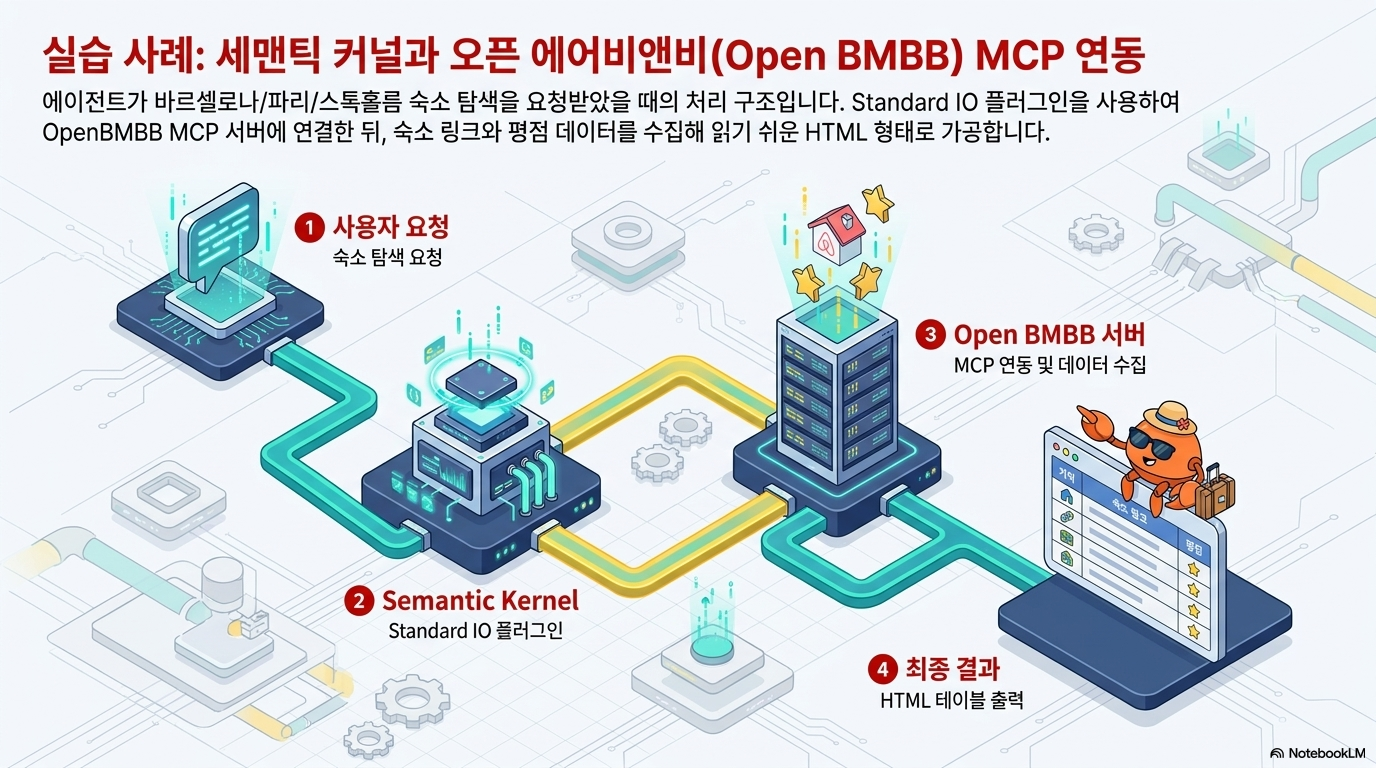 실습 사례: 세맨틱 커널과 오픈 에어비앤비(Open BMBB) MCP 연동
에이전트가 바르셀로나/파리/스톡홀름 숙소 탐색을 요청받았을 때의 처리 구조입니다. Standard IO 플러그인을 사용하여
OpenBMBB MCP 서버에 연결한 뒤, 숙소 링크와 평점 데이터를 수집해 읽기 쉬운 HTML 형태로 가공합니다.
1 사용자 요청
숙소 탐색 요청
3 Open BMBB 서버
MCP 연동 및 데이터 수집
2 Semantic Kernel
Standard IO 플러그인
4 최종 결과
HTML 테이블 출력
NotebookLM